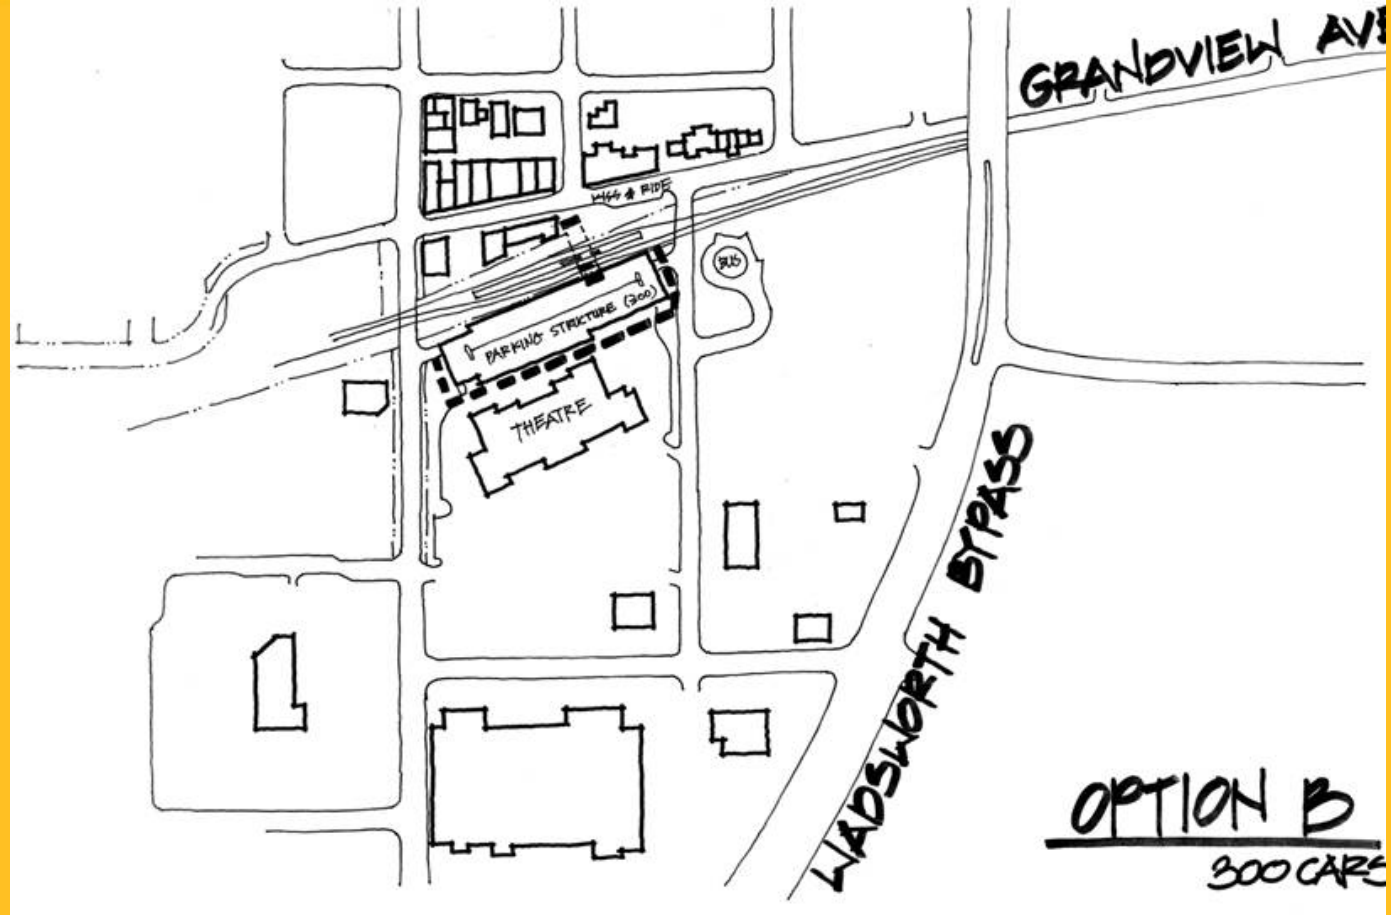 GRANDVIEW AVE
KISS & RIDE
BUS
PARKING STRUCTURE (300)
THEATRE
WADSWORTH BYPASS
OPTION B
300 CARS